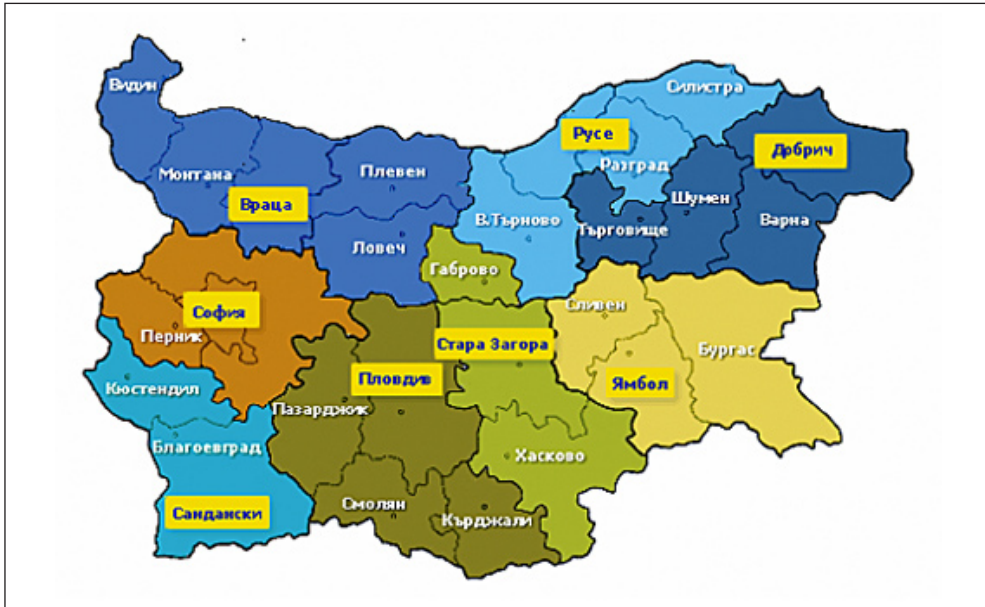 Видин
Силистра
Русе
Добрич
Разград
Монтана
Плевен
Шумен
Враца
В.Търново
Търговище
Варна
Ловеч
Габрово
София
Сливен
Перник
Стара Загора
Бургас
Кюстендил
Пловдив
Ямбол
Пазарджик
Благоевград
Хасково
Сандански
Смолян
Кърджали